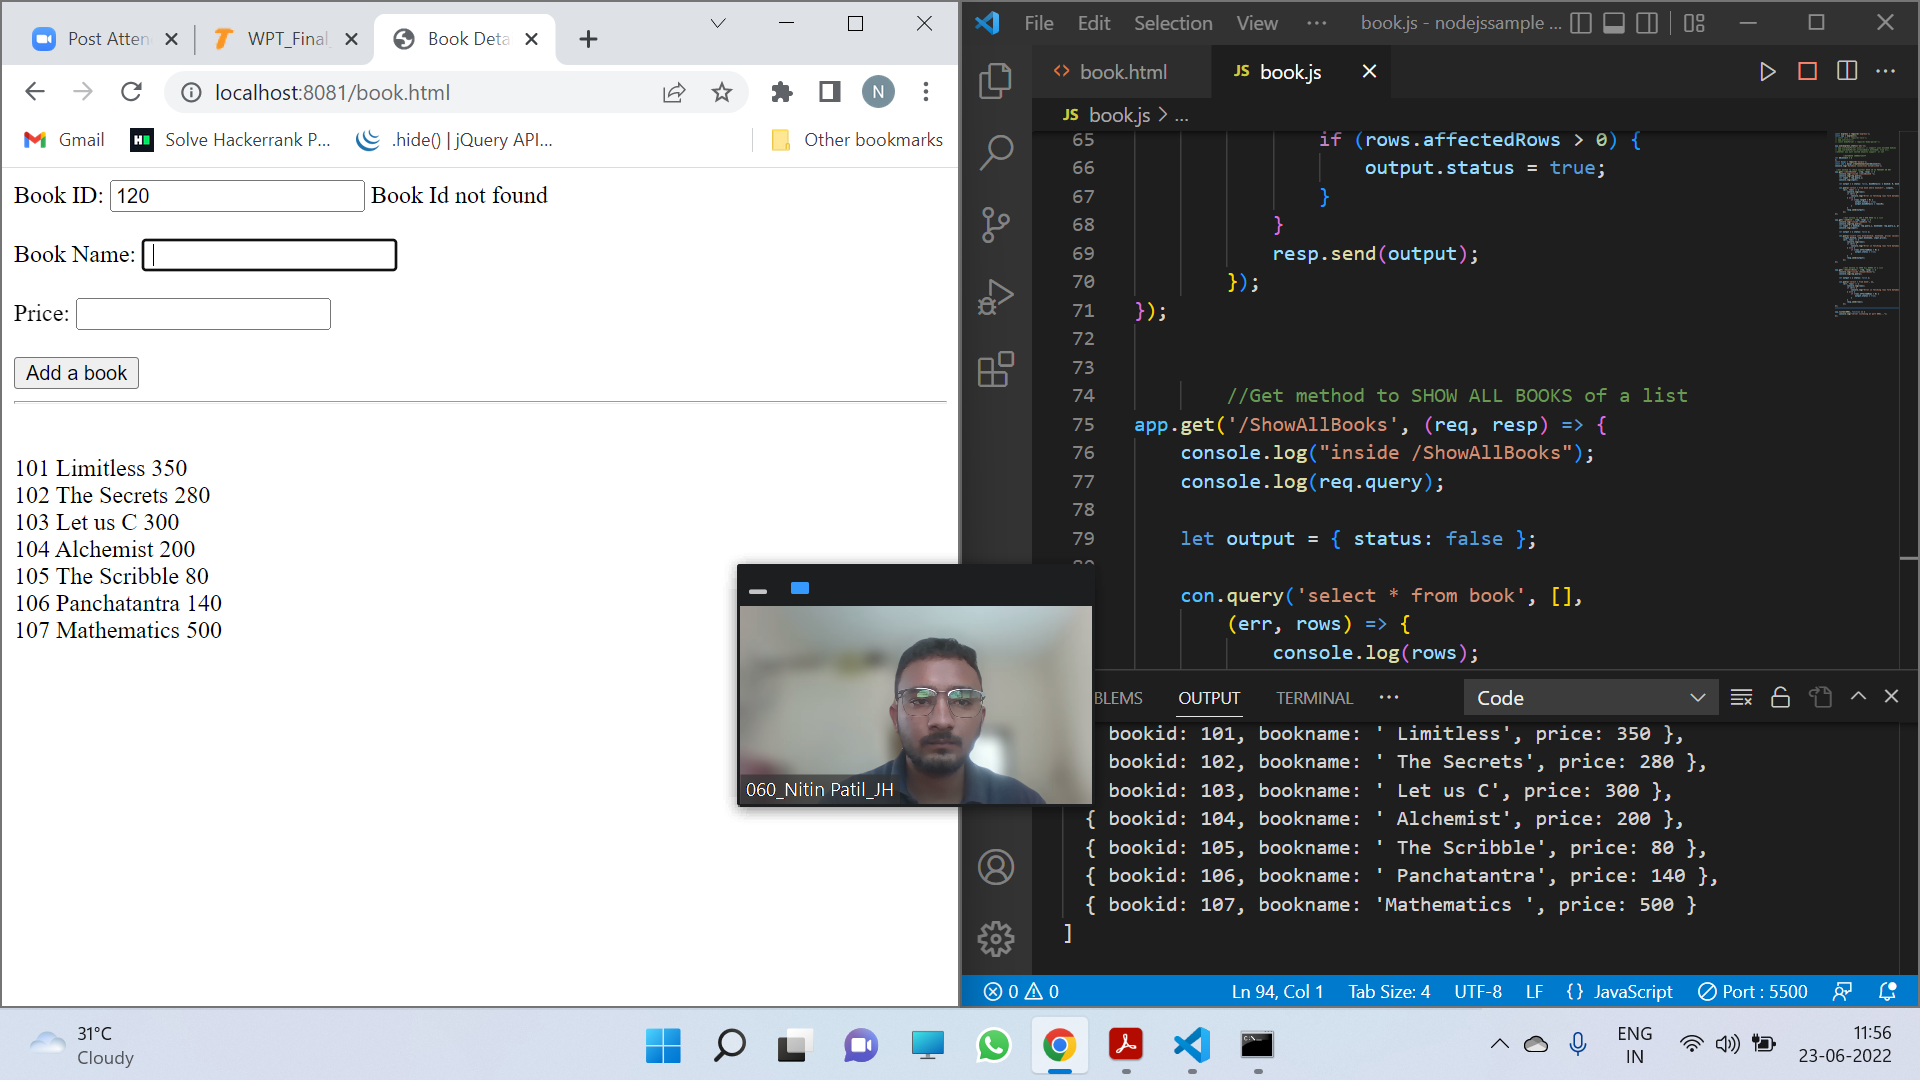 Post Atten
WPT_Final_
Book Deta
localhost:8081/book.html
N
Gmail
Solve Hackerrank P...
.hide() | jQuery API...
Other bookmarks
Book ID: 120 Book Id not found
Book Name:
Price:
Add a book
101 Limitless 350
102 The Secrets 280
103 Let us C 300
104 Alchemist 200
105 The Scribble 80
106 Panchatantra 140
107 Mathematics 500
060_Nitin Patil_JH
File Edit Selection View ··· book.js - nodejssample ...
<> book.html
JS book.js
JS book.js > ...
65 if (rows.affectedRows > 0) {
66 output.status = true;
67 }
68 }
69 resp.send(output);
70 });
71 });
72
73
74 //Get method to SHOW ALL BOOKS of a list
75 app.get('/ShowAllBooks', (req, resp) => {
76 console.log("inside /ShowAllBooks");
77 console.log(req.query);
78
79 let output = { status: false };
con.query('select * from book', [],
(err, rows) => {
console.log(rows);
BLEMS OUTPUT TERMINAL ··· Code
bookid: 101, bookname: ' Limitless', price: 350 },
bookid: 102, bookname: ' The Secrets', price: 280 },
bookid: 103, bookname: ' Let us C', price: 300 },
{ bookid: 104, bookname: ' Alchemist', price: 200 },
{ bookid: 105, bookname: ' The Scribble', price: 80 },
{ bookid: 106, bookname: ' Panchatantra', price: 140 },
{ bookid: 107, bookname: 'Mathematics ', price: 500 }
]
0 0 Ln 94, Col 1 Tab Size: 4 UTF-8 LF {} JavaScript Port : 5500
31°C
Cloudy
ENG
IN
11:56
23-06-2022